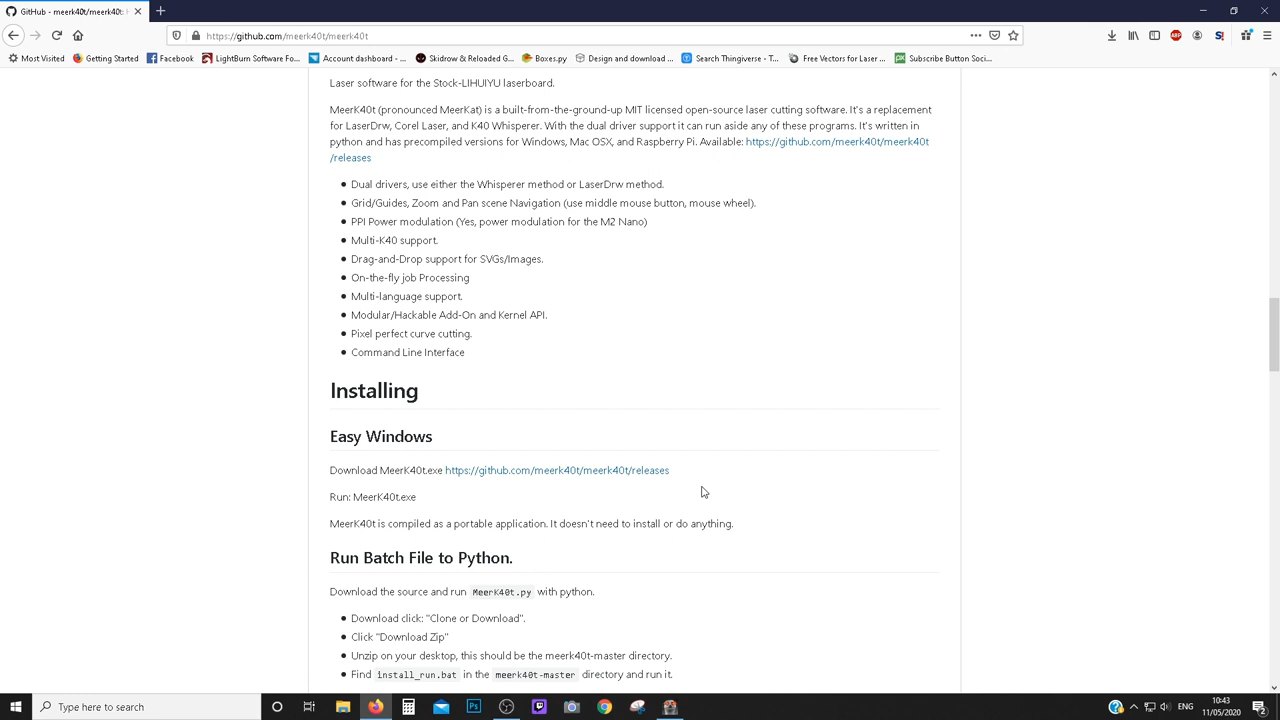 GitHub - meerk40t/meerk40t: H
https://github.com/meerk40t/meerk40t
Most Visited
Getting Started
Facebook
LightBurn Software Fo...
Account dashboard - ...
Skidrow & Reloaded G...
Boxes.py
Design and download ...
Search Thingiverse - T...
Free Vectors for Laser ...
Subscribe Button Soci...
Laser software for the Stock-LIHUIYU laserboard.
MeerK40t (pronounced MeerKat) is a built-from-the-ground-up MIT licensed open-source laser cutting software. It's a replacement
for LaserDrw, Corel Laser, and K40 Whisperer. With the dual driver support it can run aside any of these programs. It's written in
python and has precompiled versions for Windows, Mac OSX, and Raspberry Pi. Available: https://github.com/meerk40t/meerk40t
/releases
Dual drivers, use either the Whisperer method or LaserDrw method.
Grid/Guides, Zoom and Pan scene Navigation (use middle mouse button, mouse wheel).
PPI Power modulation (Yes, power modulation for the M2 Nano)
Multi-K40 support.
Drag-and-Drop support for SVGs/Images.
On-the-fly job Processing
Multi-language support.
Modular/Hackable Add-On and Kernel API.
Pixel perfect curve cutting.
Command Line Interface
Installing
Easy Windows
Download MeerK40t.exe https://github.com/meerk40t/meerk40t/releases
Run: MeerK40t.exe
MeerK40t is compiled as a portable application. It doesn't need to install or do anything.
Run Batch File to Python.
Download the source and run MeerK40t.py with python.
Download click: "Clone or Download".
Click "Download Zip"
Unzip on your desktop, this should be the meerk40t-master directory.
Find install_run.bat in the meerk40t-master directory and run it.
Type here to search
ENG
10:43
11/05/2020